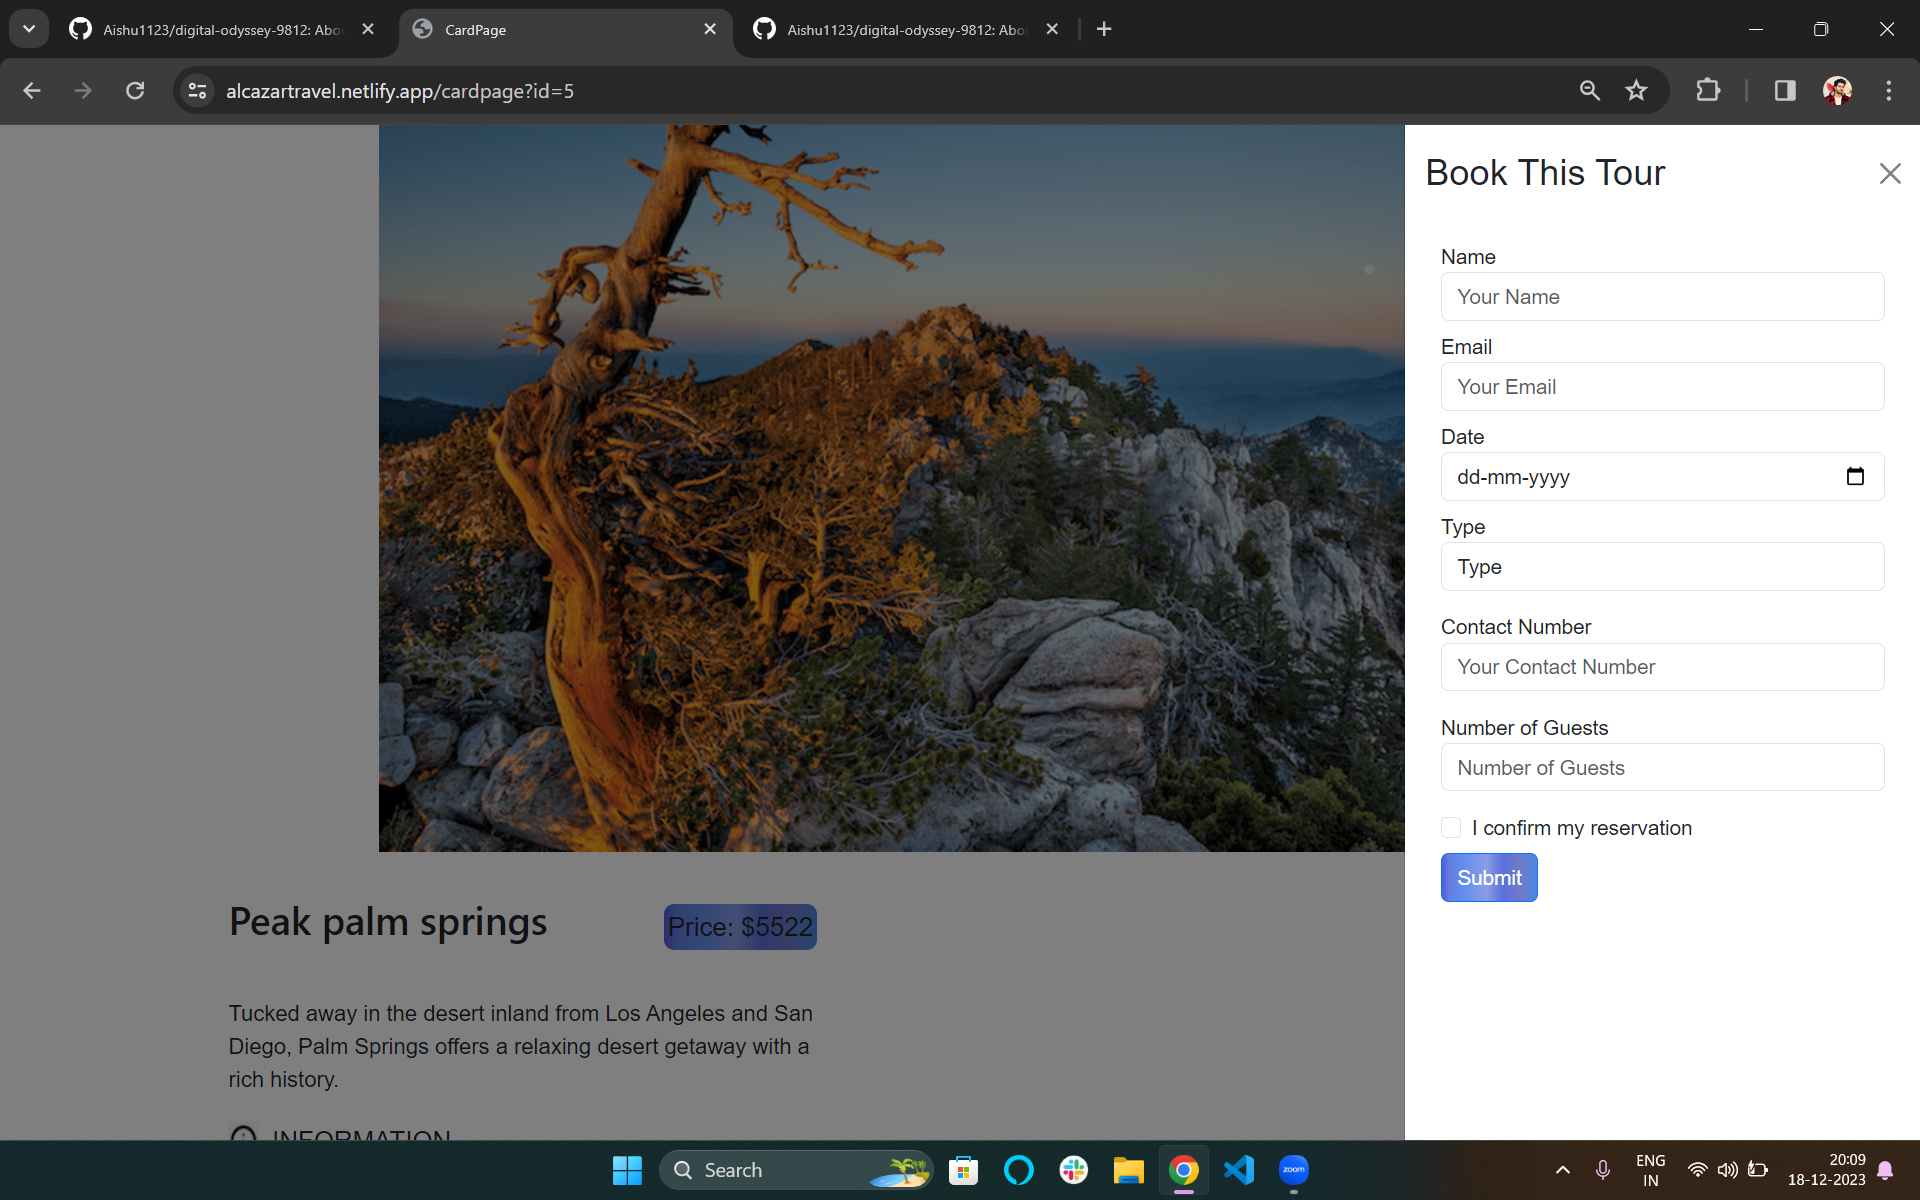 Aishu1123/digital-odyssey-9812: Abo
CardPage
Aishu1123/digital-odyssey-9812: Abo
alcazartravel.netlify.app/cardpage?id=5
Book This Tour
Name
Your Name
Email
Your Email
Date
dd-mm-yyyy
Type
Type
Contact Number
Your Contact Number
Number of Guests
Number of Guests
I confirm my reservation
Submit
Peak palm springs
Price: $5522
Tucked away in the desert inland from Los Angeles and San
Diego, Palm Springs offers a relaxing desert getaway with a
rich history.
INFORMATION
Search
zoom
ENG
IN
20:09
18-12-2023